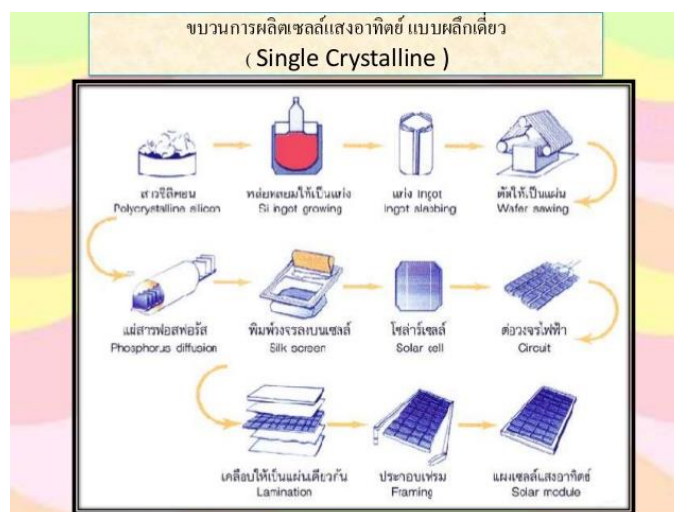 ขบวนการผลิตเซลล์แสงอาทิตย์ แบบผลึกเดี่ยว
( Single Crystalline )
สารซิลิคอน
Polycrystalline silicon
หล่อหลอมให้เป็นแท่ง
Si ingot growing
แท่ง Ingot
Ingot slabbing
ตัดให้เป็นแผ่น
Wafer sawing
แผ่สารฟอสฟอรัส
Phosphorus diffusion
พิมพ์วงจรลงบนเซลล์
Silk screen
โซล่าร์เซลล์
Solar cell
ต่อวงจรไฟฟ้า
Circuit
เคลือบให้เป็นแผ่นเดียวกัน
Lamination
ประกอบเฟรม
Framing
แผงเซลล์แสงอาทิตย์
Solar module